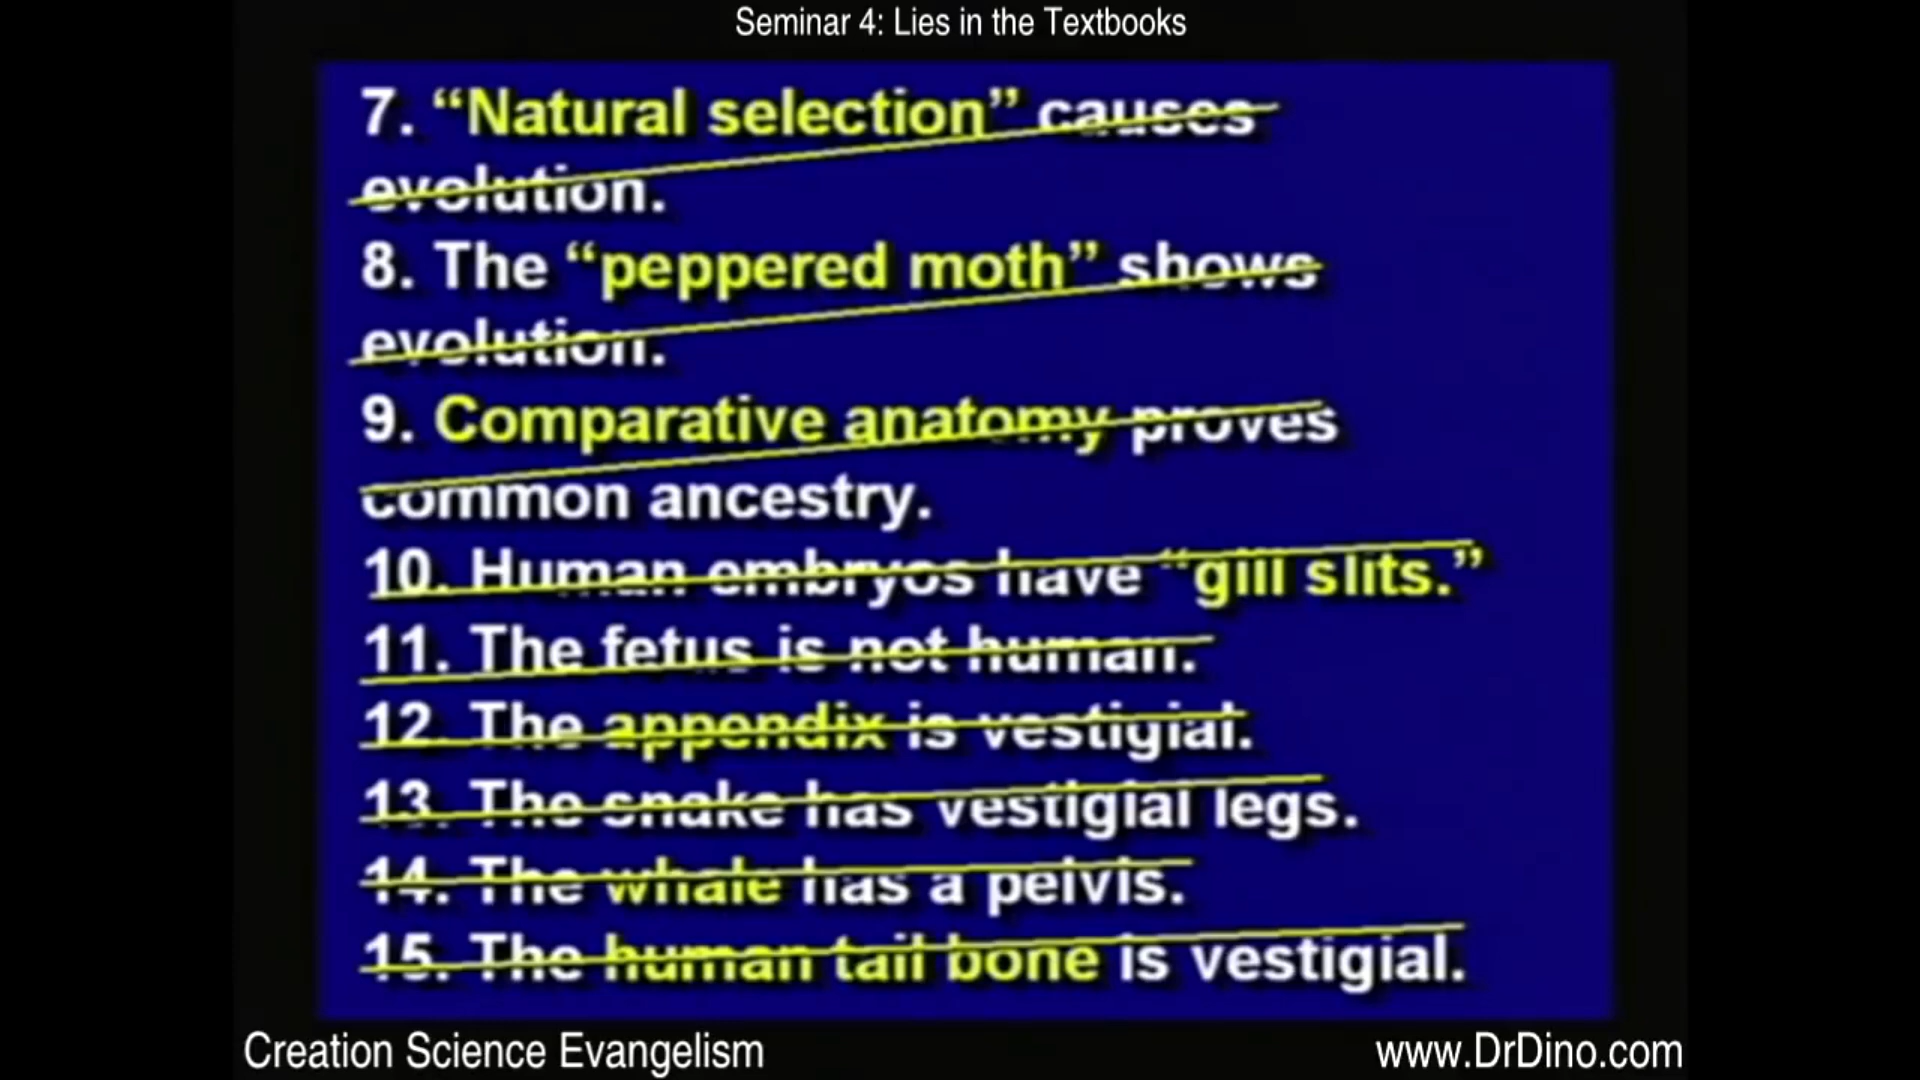 Seminar 4: Lies in the Textbooks
7. “Natural selection” causes
evolution.
8. The “peppered moth” shows
evolution.
9. Comparative anatomy proves
common ancestry.
10. Human embryos have “gill slits.”
11. The fetus is not human.
12. The appendix is vestigial.
13. The snake has vestigial legs.
14. The whale has a pelvis.
15. The human tail bone is vestigial.
Creation Science Evangelism
www.DrDino.com